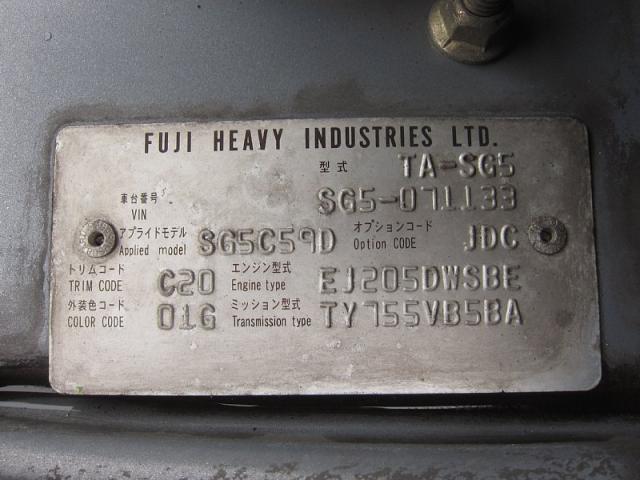 FUJI HEAVY INDUSTRIES LTD.
型式 TA-SG5
車台番号 SG5-071133
VIN
アプライドモデル オプションコード
Applied model SG5C59D Option CODE JDC
トリムコード エンジン型式
TRIM CODE C20 Engine type EJ205DWSBE
外装色コード ミッション型式
COLOR CODE 01G Transmission type TY755VB5BA